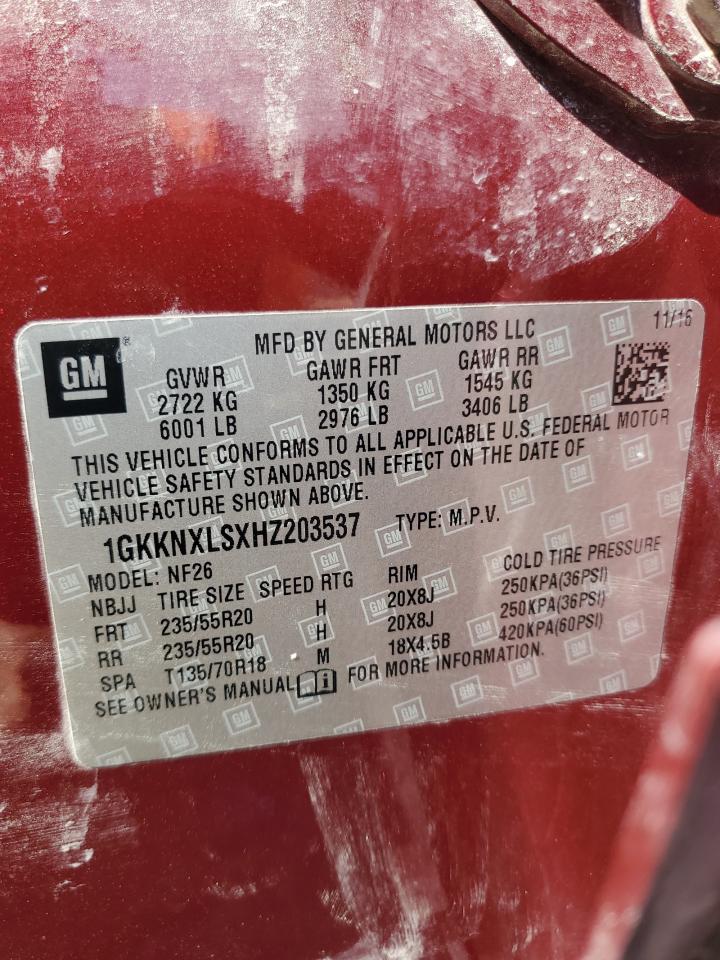 11/16
GM
MFD BY GENERAL MOTORS LLC
GVWR GAWR FRT GAWR RR
2722 KG 1350 KG 1545 KG
6001 LB 2976 LB 3406 LB
THIS VEHICLE CONFORMS TO ALL APPLICABLE U.S. FEDERAL MOTOR
VEHICLE SAFETY STANDARDS IN EFFECT ON THE DATE OF
MANUFACTURE SHOWN ABOVE.
1GKKNXLSXHZ203537 TYPE: M.P.V.
MODEL: NF26
NBJJ TIRE SIZE SPEED RTG RIM COLD TIRE PRESSURE
FRT 235/55R20 H 20X8J 250KPA(36PSI)
RR 235/55R20 H 20X8J 250KPA(36PSI)
SPA T135/70R18 M 18X4.5B 420KPA(60PSI)
SEE OWNER'S MANUAL i FOR MORE INFORMATION.